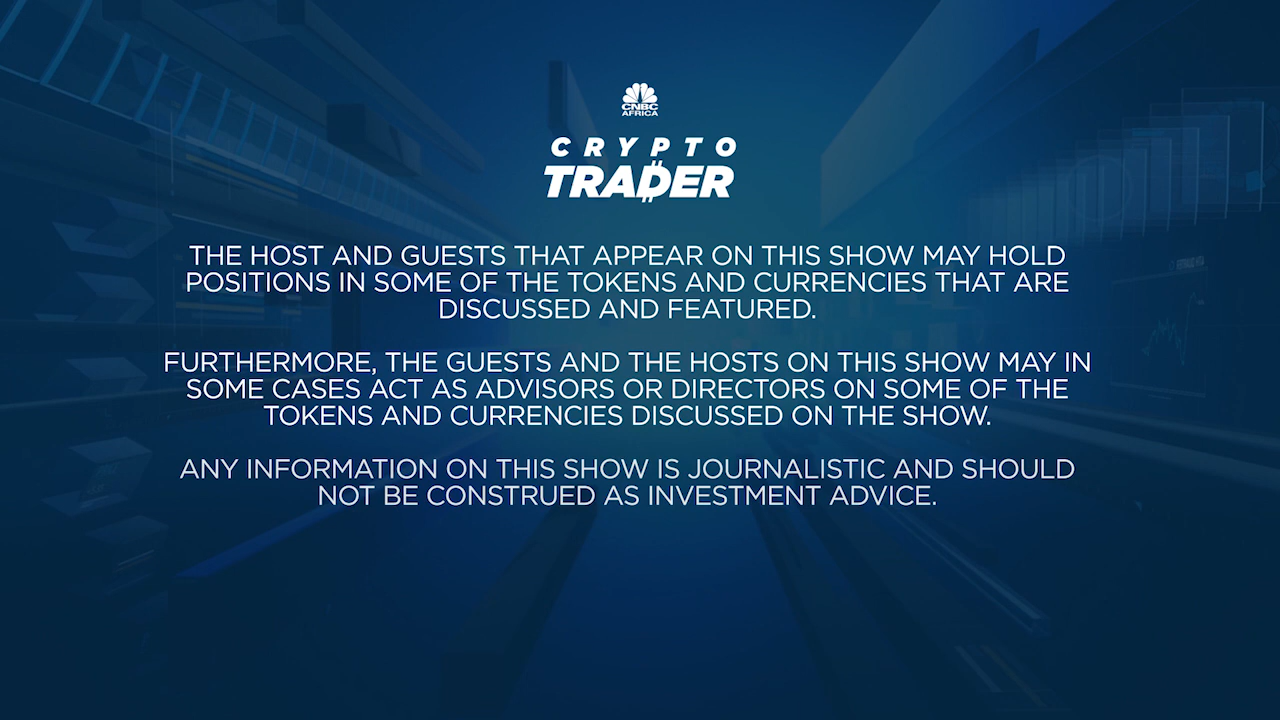 CNBC
AFRICA
CRYPTO
TRADER
THE HOST AND GUESTS THAT APPEAR ON THIS SHOW MAY HOLD
POSITIONS IN SOME OF THE TOKENS AND CURRENCIES THAT ARE
DISCUSSED AND FEATURED.
FURTHERMORE, THE GUESTS AND THE HOSTS ON THIS SHOW MAY IN
SOME CASES ACT AS ADVISORS OR DIRECTORS ON SOME OF THE
TOKENS AND CURRENCIES DISCUSSED ON THE SHOW.
ANY INFORMATION ON THIS SHOW IS JOURNALISTIC AND SHOULD
NOT BE CONSTRUED AS INVESTMENT ADVICE.